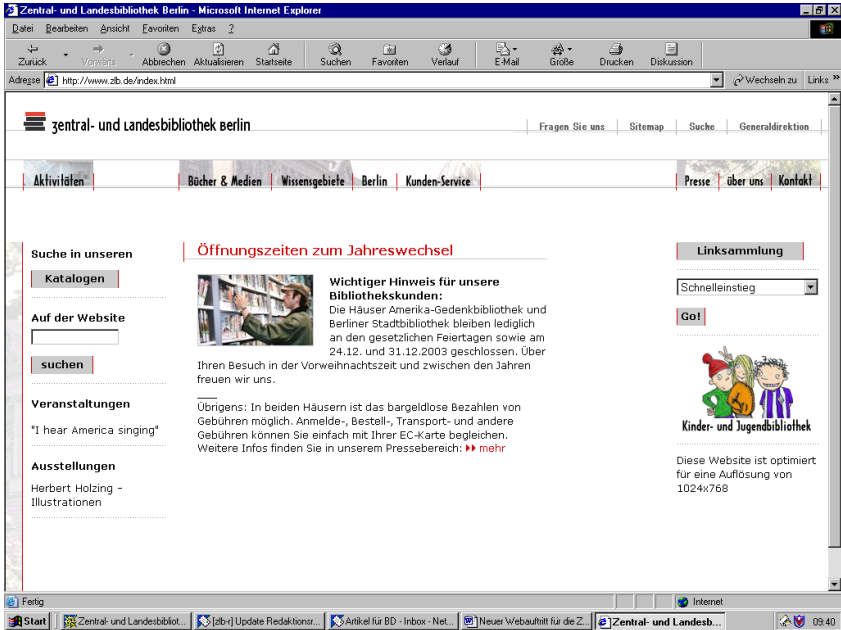 Zentral- und Landesbibliothek Berlin - Microsoft Internet Explorer
Datei Bearbeiten Ansicht Favoriten Extras ?
Zurück Vorwärts Abbrechen Aktualisieren Startseite Suchen Favoriten Verlauf E-Mail Größe Drucken Diskussion
Adresse http://www.zlb.de/index.html Wechseln zu Links »
zentral- und Landesbibliothek Berlin
Fragen Sie uns Sitemap Suche Generaldirektion
Aktivitäten Bücher & Medien Wissensgebiete Berlin Kunden-Service Presse über uns Kontakt
Suche in unseren
Katalogen
Auf der Website
suchen
Veranstaltungen
"I hear America singing"
Ausstellungen
Herbert Holzing -
Illustrationen
Öffnungszeiten zum Jahreswechsel
Wichtiger Hinweis für unsere
Bibliothekskunden:
Die Häuser Amerika-Gedenkbibliothek und
Berliner Stadtbibliothek bleiben lediglich
an den gesetzlichen Feiertagen sowie am
24.12. und 31.12.2003 geschlossen. Über
Ihren Besuch in der Vorweihnachtszeit und zwischen den Jahren
freuen wir uns.
Übrigens: In beiden Häusern ist das bargeldlose Bezahlen von
Gebühren möglich. Anmelde-, Bestell-, Transport- und andere
Gebühren können Sie einfach mit Ihrer EC-Karte begleichen.
Weitere Infos finden Sie in unserem Pressebereich: mehr
Linksammlung
Schnelleinstieg
Go!
Kinder- und Jugendbibliothek
Diese Website ist optimiert
für eine Auflösung von
1024x768
Fertig Internet
Start Zentral- und Landesbibliot... [zlb-r] Update Redaktionsr... Artikel für BD - Inbox - Net... Neuer Webauftritt für die Z... Zentral- und Landesb... 09:40